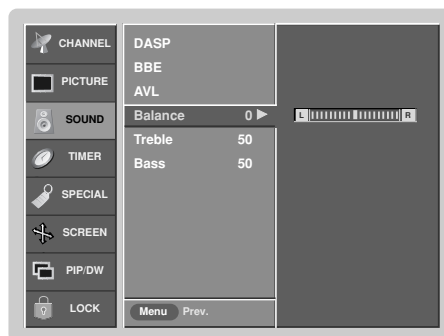 CHANNEL
PICTURE
SOUND
TIMER
SPECIAL
SCREEN
PIP/DW
LOCK
DASP
BBE
AVL
Balance 0
Treble 50
Bass 50
Menu Prev.
L R